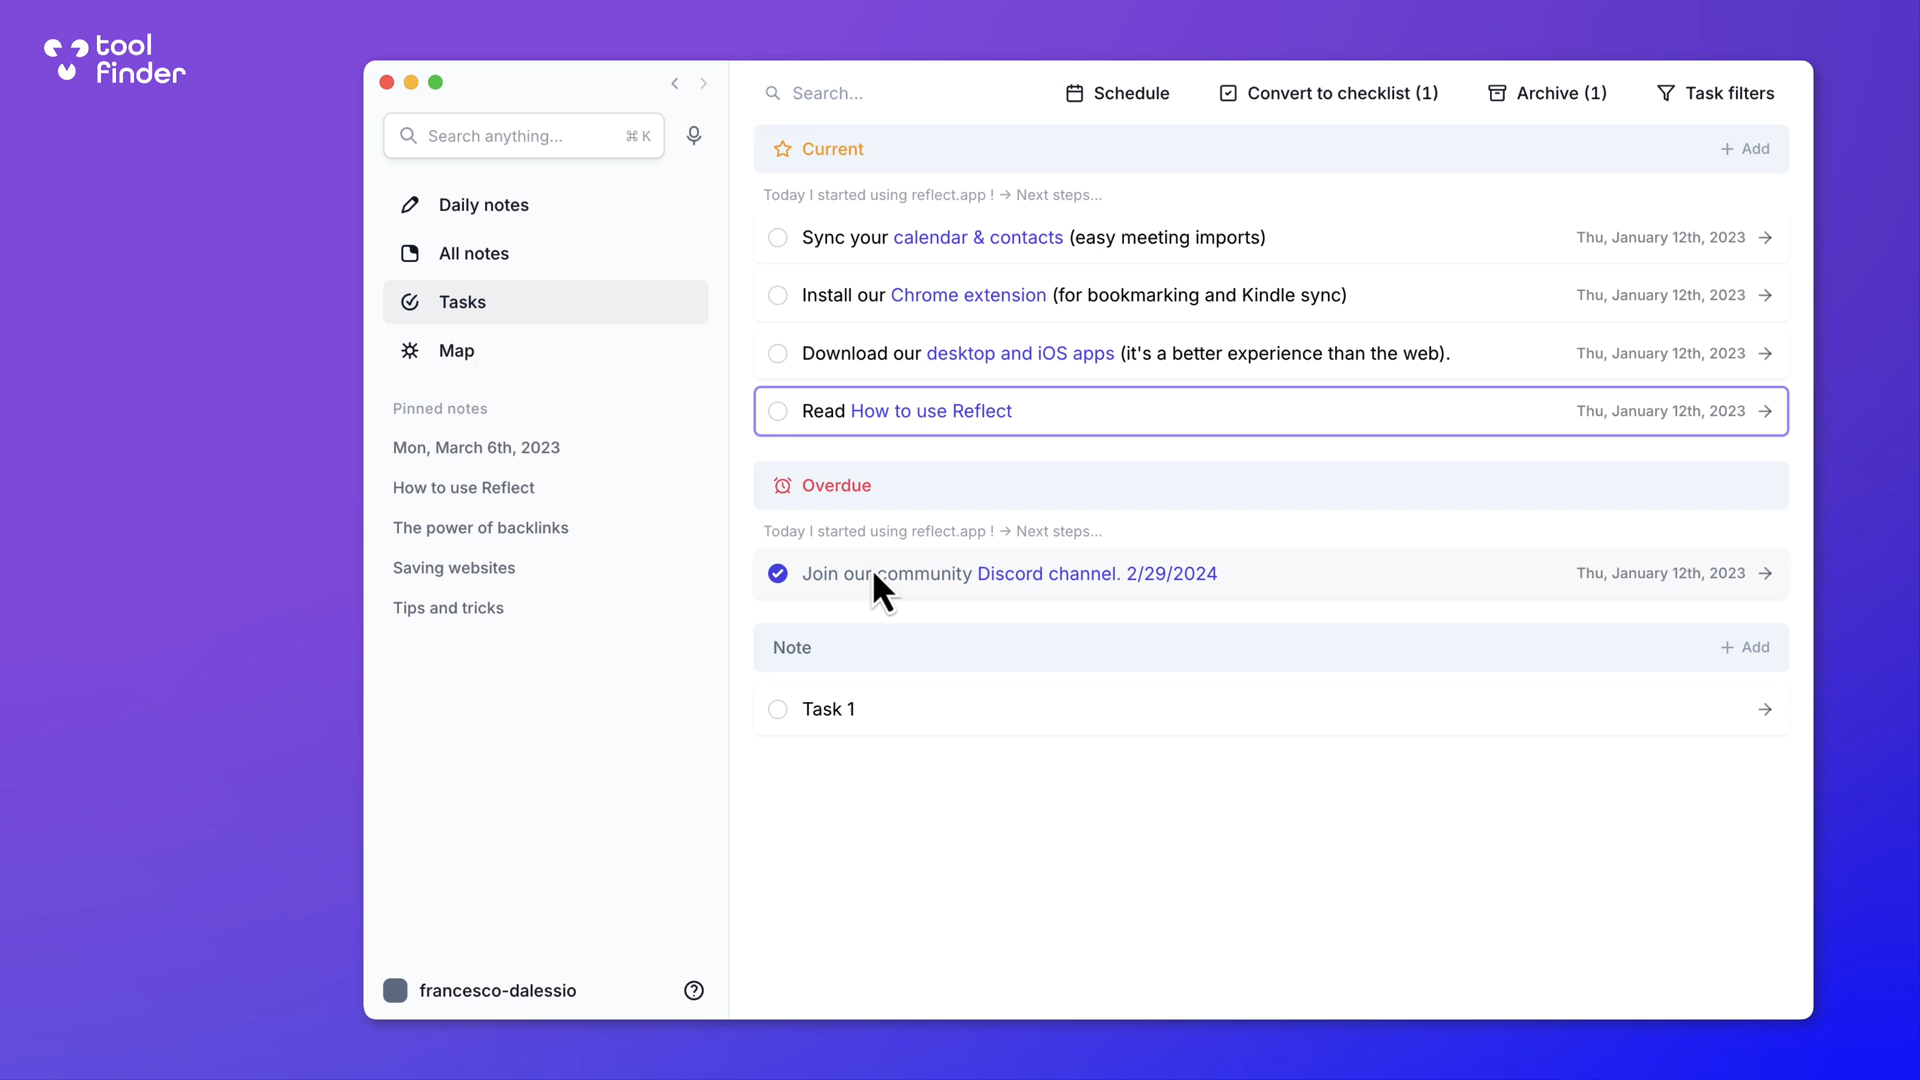 tool
finder
Search anything... ⌘ K
Daily notes
All notes
Tasks
Map
Pinned notes
Mon, March 6th, 2023
How to use Reflect
The power of backlinks
Saving websites
Tips and tricks
francesco-dalessio
Search...
Schedule
Convert to checklist (1)
Archive (1)
Task filters
Current
+ Add
Today I started using reflect.app ! → Next steps...
Sync your calendar & contacts (easy meeting imports) Thu, January 12th, 2023 →
Install our Chrome extension (for bookmarking and Kindle sync) Thu, January 12th, 2023 →
Download our desktop and iOS apps (it's a better experience than the web). Thu, January 12th, 2023 →
Read How to use Reflect Thu, January 12th, 2023 →
Overdue
Today I started using reflect.app ! → Next steps...
Join our community Discord channel. 2/29/2024 Thu, January 12th, 2023 →
Note
+ Add
Task 1 →